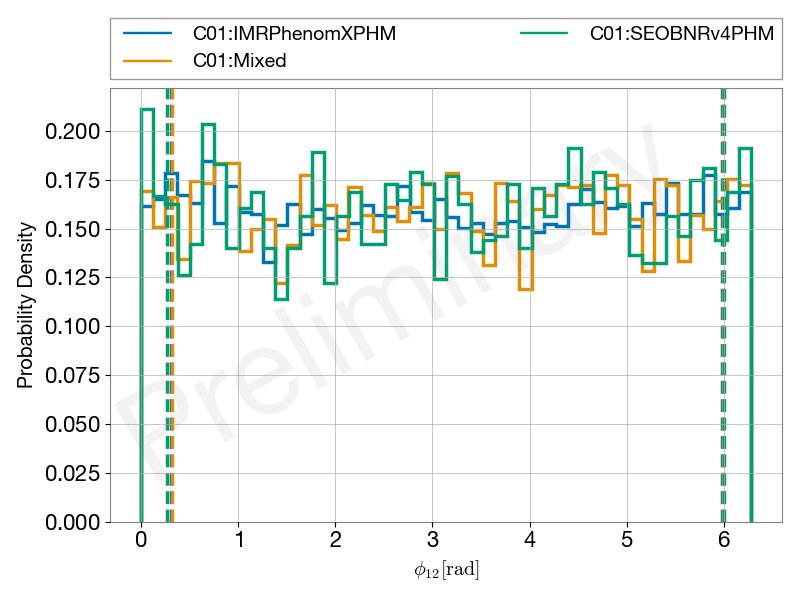 C01:IMRPhenomXPHM
C01:SEOBNRv4PHM
C01:Mixed
0.200
0.175
0.150
0.125
0.100
0.075
0.050
0.025
0.000
Probability Density
Preliminary
0 1 2 3 4 5 6
ϕ₁₂[rad]